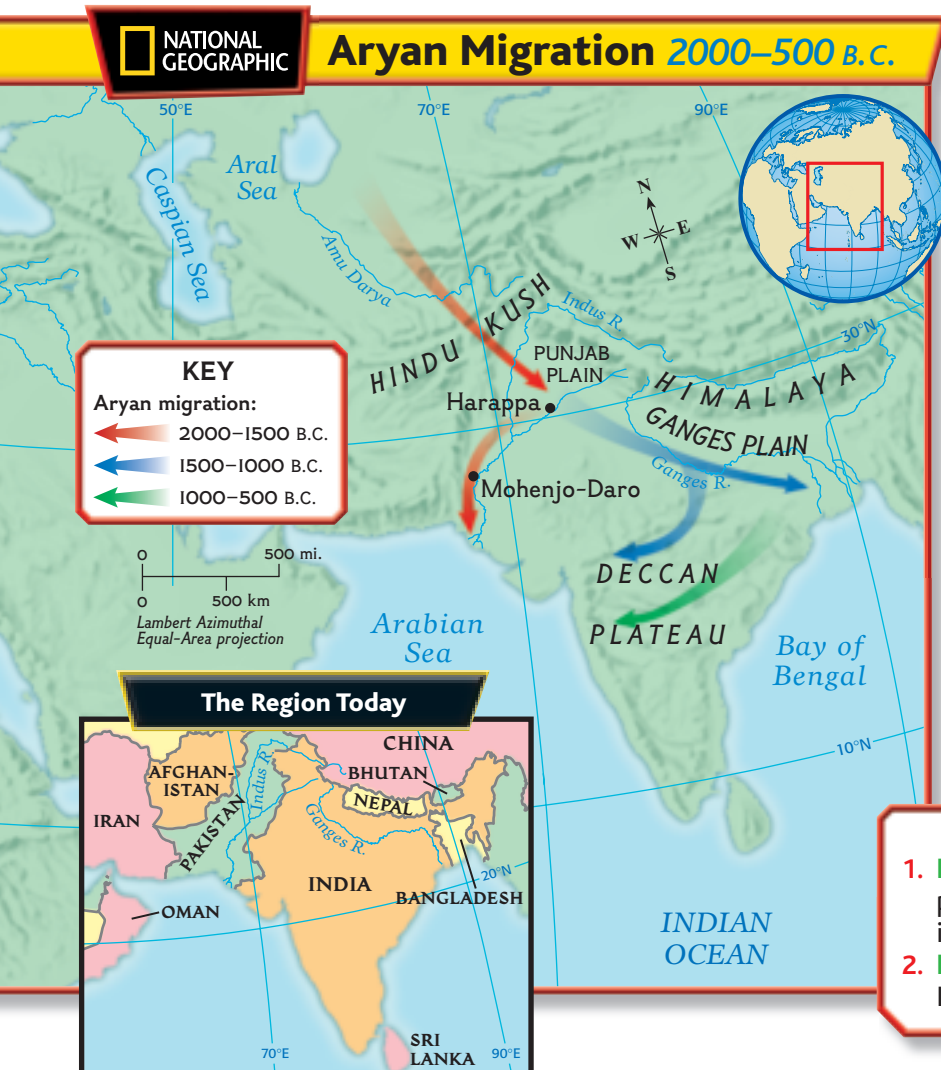 NATIONAL
GEOGRAPHIC
Aryan Migration 2000–500 B.C.
50°E
70°E
90°E
Aral
Sea
Caspian Sea
Amu Darya
N
W
E
S
HINDU KUSH
Indus R.
30°N
PUNJAB
PLAIN
HIMALAYA
Harappa
GANGES PLAIN
Ganges R.
Mohenjo-Daro
KEY
Aryan migration:
2000–1500 B.C.
1500–1000 B.C.
1000–500 B.C.
0
500 mi.
0
500 km
Lambert Azimuthal
Equal-Area projection
DECCAN
PLATEAU
Arabian
Sea
Bay of
Bengal
10°N
INDIAN
OCEAN
The Region Today
CHINA
AFGHAN-
ISTAN
BHUTAN
NEPAL
IRAN
PAKISTAN
Indus R.
Ganges R.
INDIA
20°N
BANGLADESH
OMAN
SRI
LANKA
70°E
90°E
1.
2.